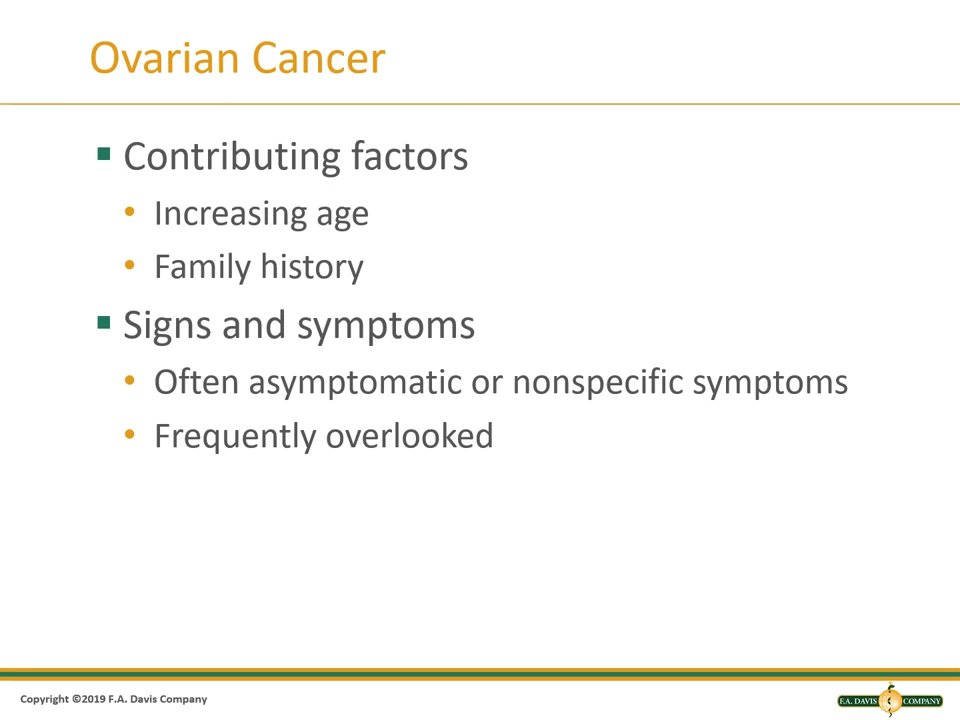 Ovarian Cancer
Contributing factors
Increasing age
Family history
Signs and symptoms
Often asymptomatic or nonspecific symptoms
Frequently overlooked
Copyright ©2019 F.A. Davis Company
F.A. DAVIS COMPANY